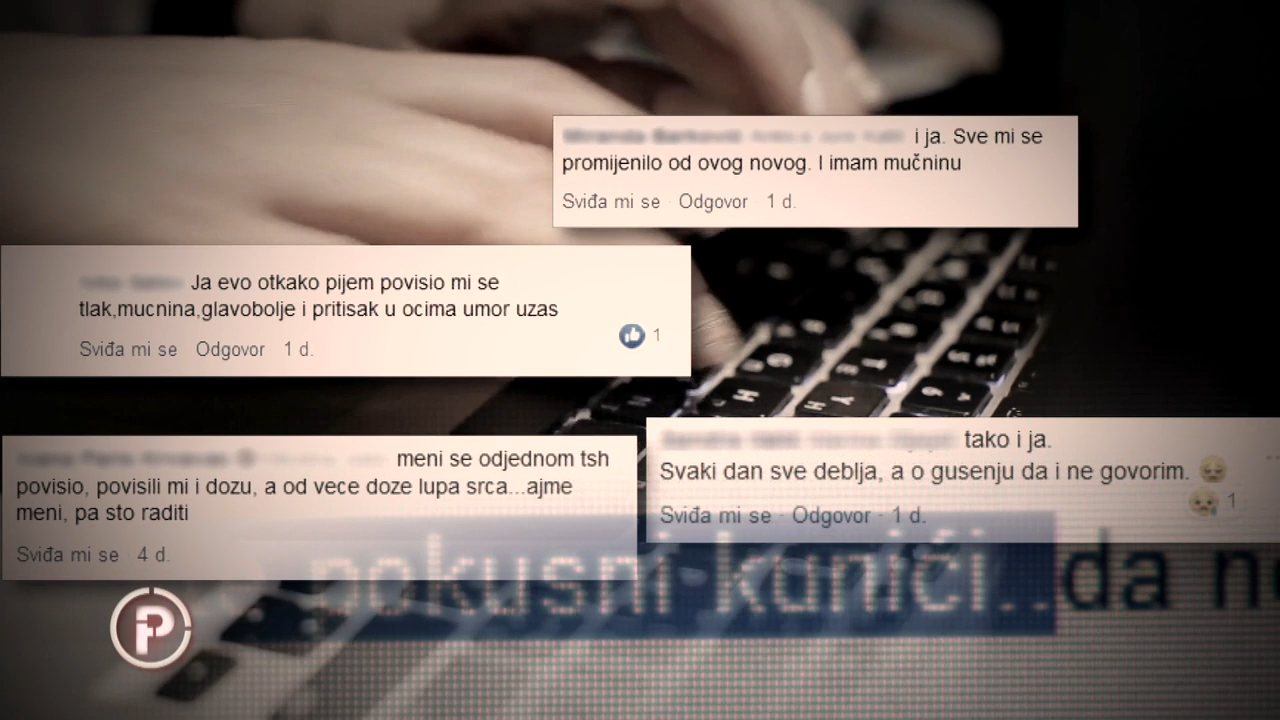 i ja. Sve mi se
promijenilo od ovog novog. I imam mučninu
Sviđa mi se · Odgovor 1 d.
Ja evo otkako pijem povisio mi se
tlak,mucnina,glavobolje i pritisak u ocima umor uzas
1
Sviđa mi se Odgovor 1 d.
meni se odjednom tsh
povisio, povisili mi i dozu, a od vece doze lupa srca...ajme
meni, pa sto raditi
Sviđa mi se 4 d.
tako i ja.
Svaki dan sve deblja, a o gusenju da i ne govorim.
1
Sviđa mi se · Odgovor · 1 d.
pokusni kunići..da
P